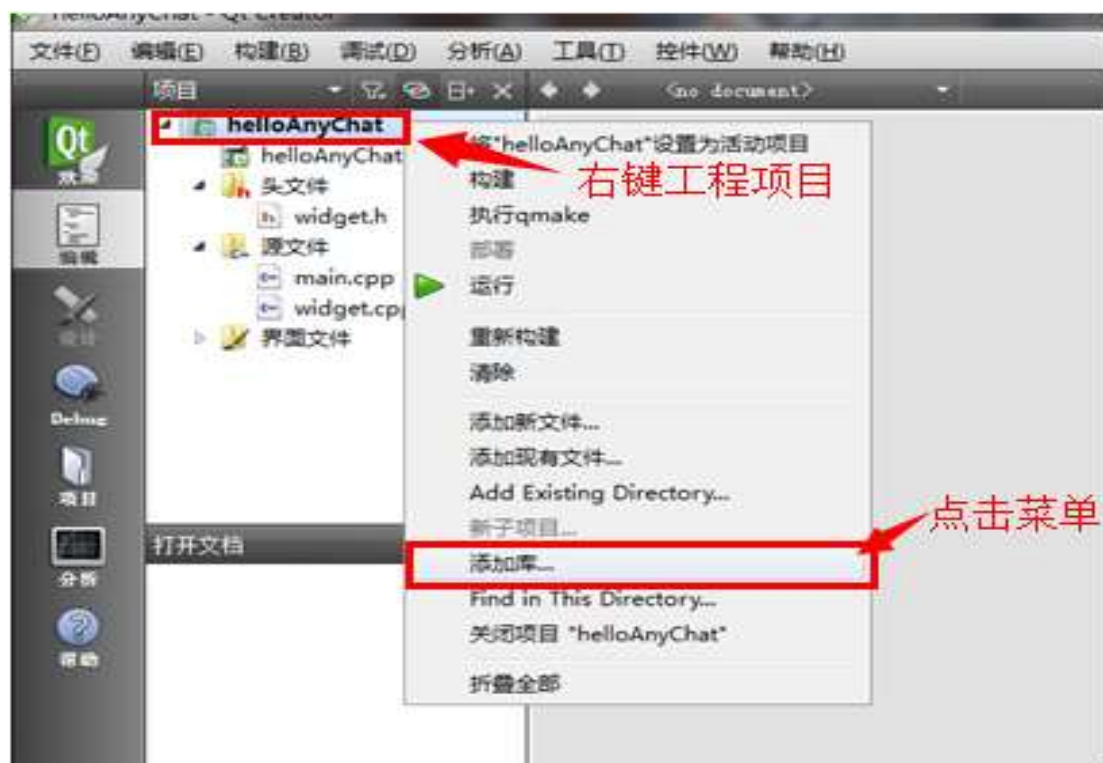 helloAnyChat - Qt Creator
文件(F) 编辑(E) 构建(B) 调试(D) 分析(A) 工具(T) 控件(W) 帮助(H)
项目 <no document>
helloAnyChat
helloAnyChat
头文件
widget.h
源文件
main.cpp
widget.cp
界面文件
Qt
编辑
Debug
项目
分析
帮助
打开文档
将"helloAnyChat"设置为活动项目
构建
执行qmake
部署
运行
重新构建
清除
添加新文件...
添加现有文件...
Add Existing Directory...
新子项目...
添加库...
Find in This Directory...
关闭项目 "helloAnyChat"
折叠全部
右键工程项目
点击菜单